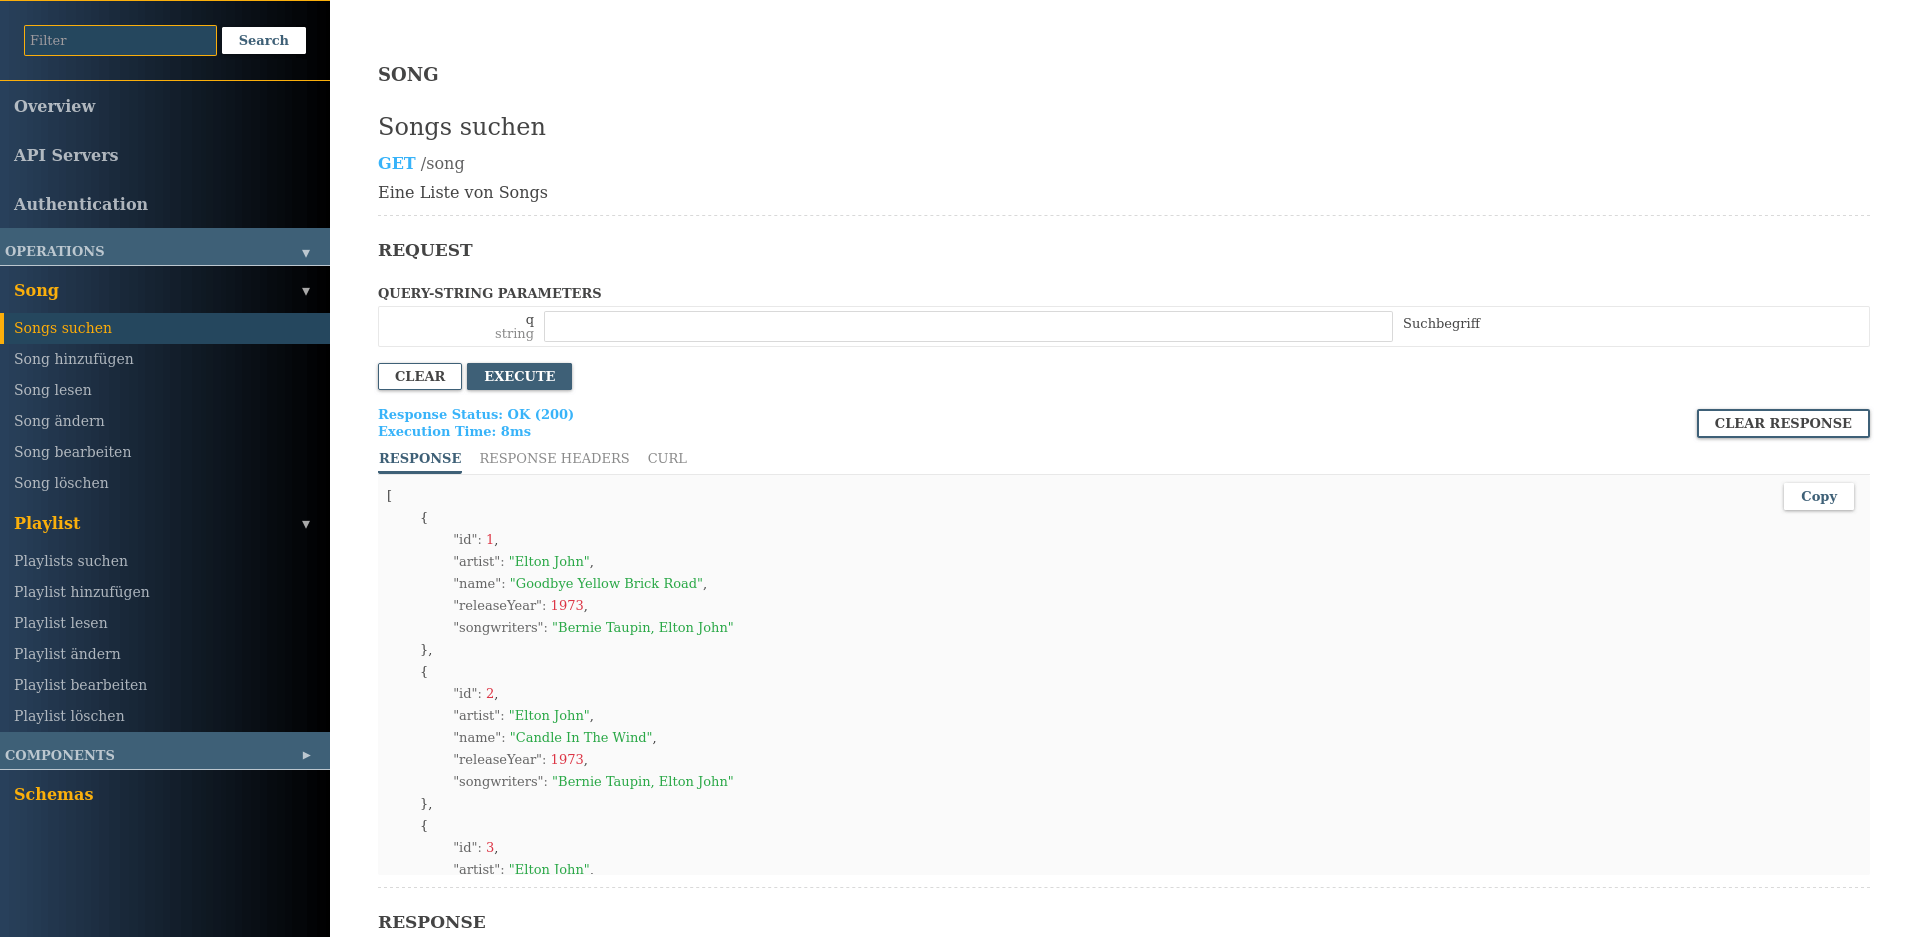 Filter
Search
Overview
API Servers
Authentication
OPERATIONS
Song
Songs suchen
Song hinzufügen
Song lesen
Song ändern
Song bearbeiten
Song löschen
Playlist
Playlists suchen
Playlist hinzufügen
Playlist lesen
Playlist ändern
Playlist bearbeiten
Playlist löschen
COMPONENTS
Schemas
SONG
Songs suchen
GET /song
Eine Liste von Songs
REQUEST
QUERY-STRING PARAMETERS
q
string
Suchbegriff
CLEAR EXECUTE
Response Status: OK (200)
Execution Time: 8ms
CLEAR RESPONSE
RESPONSE RESPONSE HEADERS CURL
Copy
[
{
"id": 1,
"artist": "Elton John",
"name": "Goodbye Yellow Brick Road",
"releaseYear": 1973,
"songwriters": "Bernie Taupin, Elton John"
},
{
"id": 2,
"artist": "Elton John",
"name": "Candle In The Wind",
"releaseYear": 1973,
"songwriters": "Bernie Taupin, Elton John"
},
{
"id": 3,
"artist": "Elton John",
RESPONSE